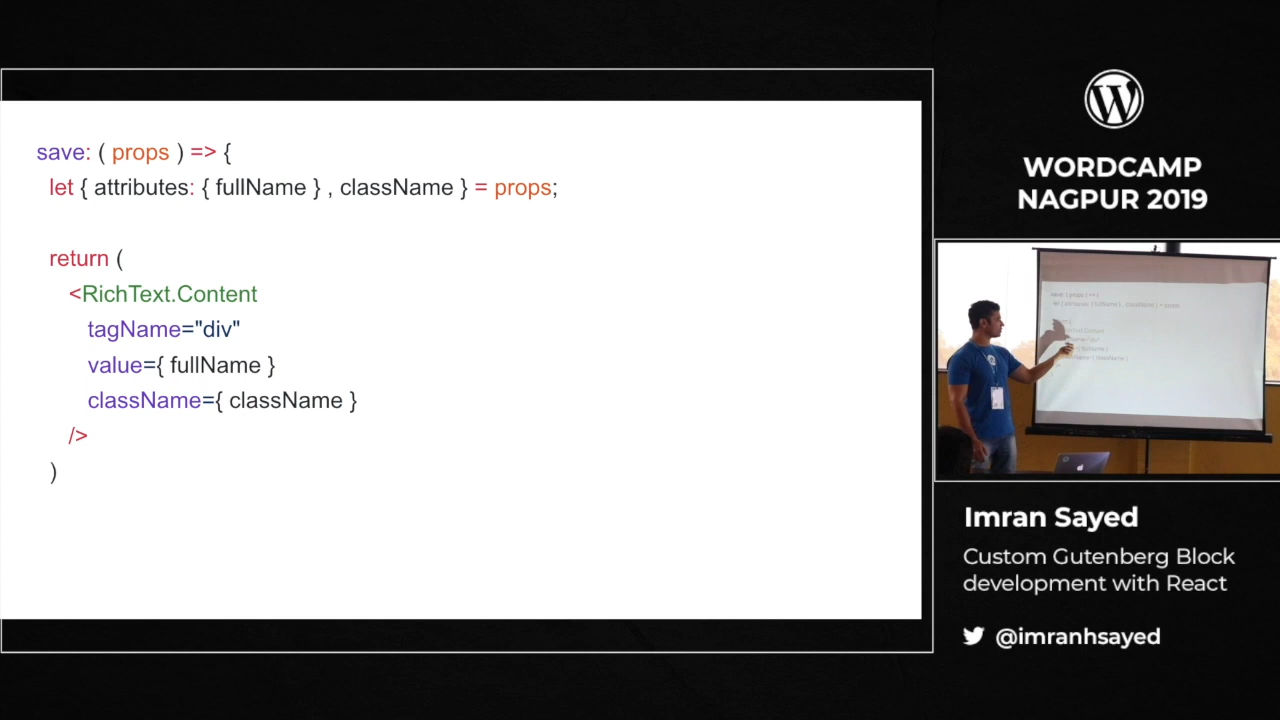 save: ( props ) => {
let { attributes: { fullName } , className } = props;
return (
<RichText.Content
tagName="div"
value={ fullName }
className={ className }
/>
)
WORDCAMP
NAGPUR 2019
Imran Sayed
Custom Gutenberg Block
development with React
@imranhsayed